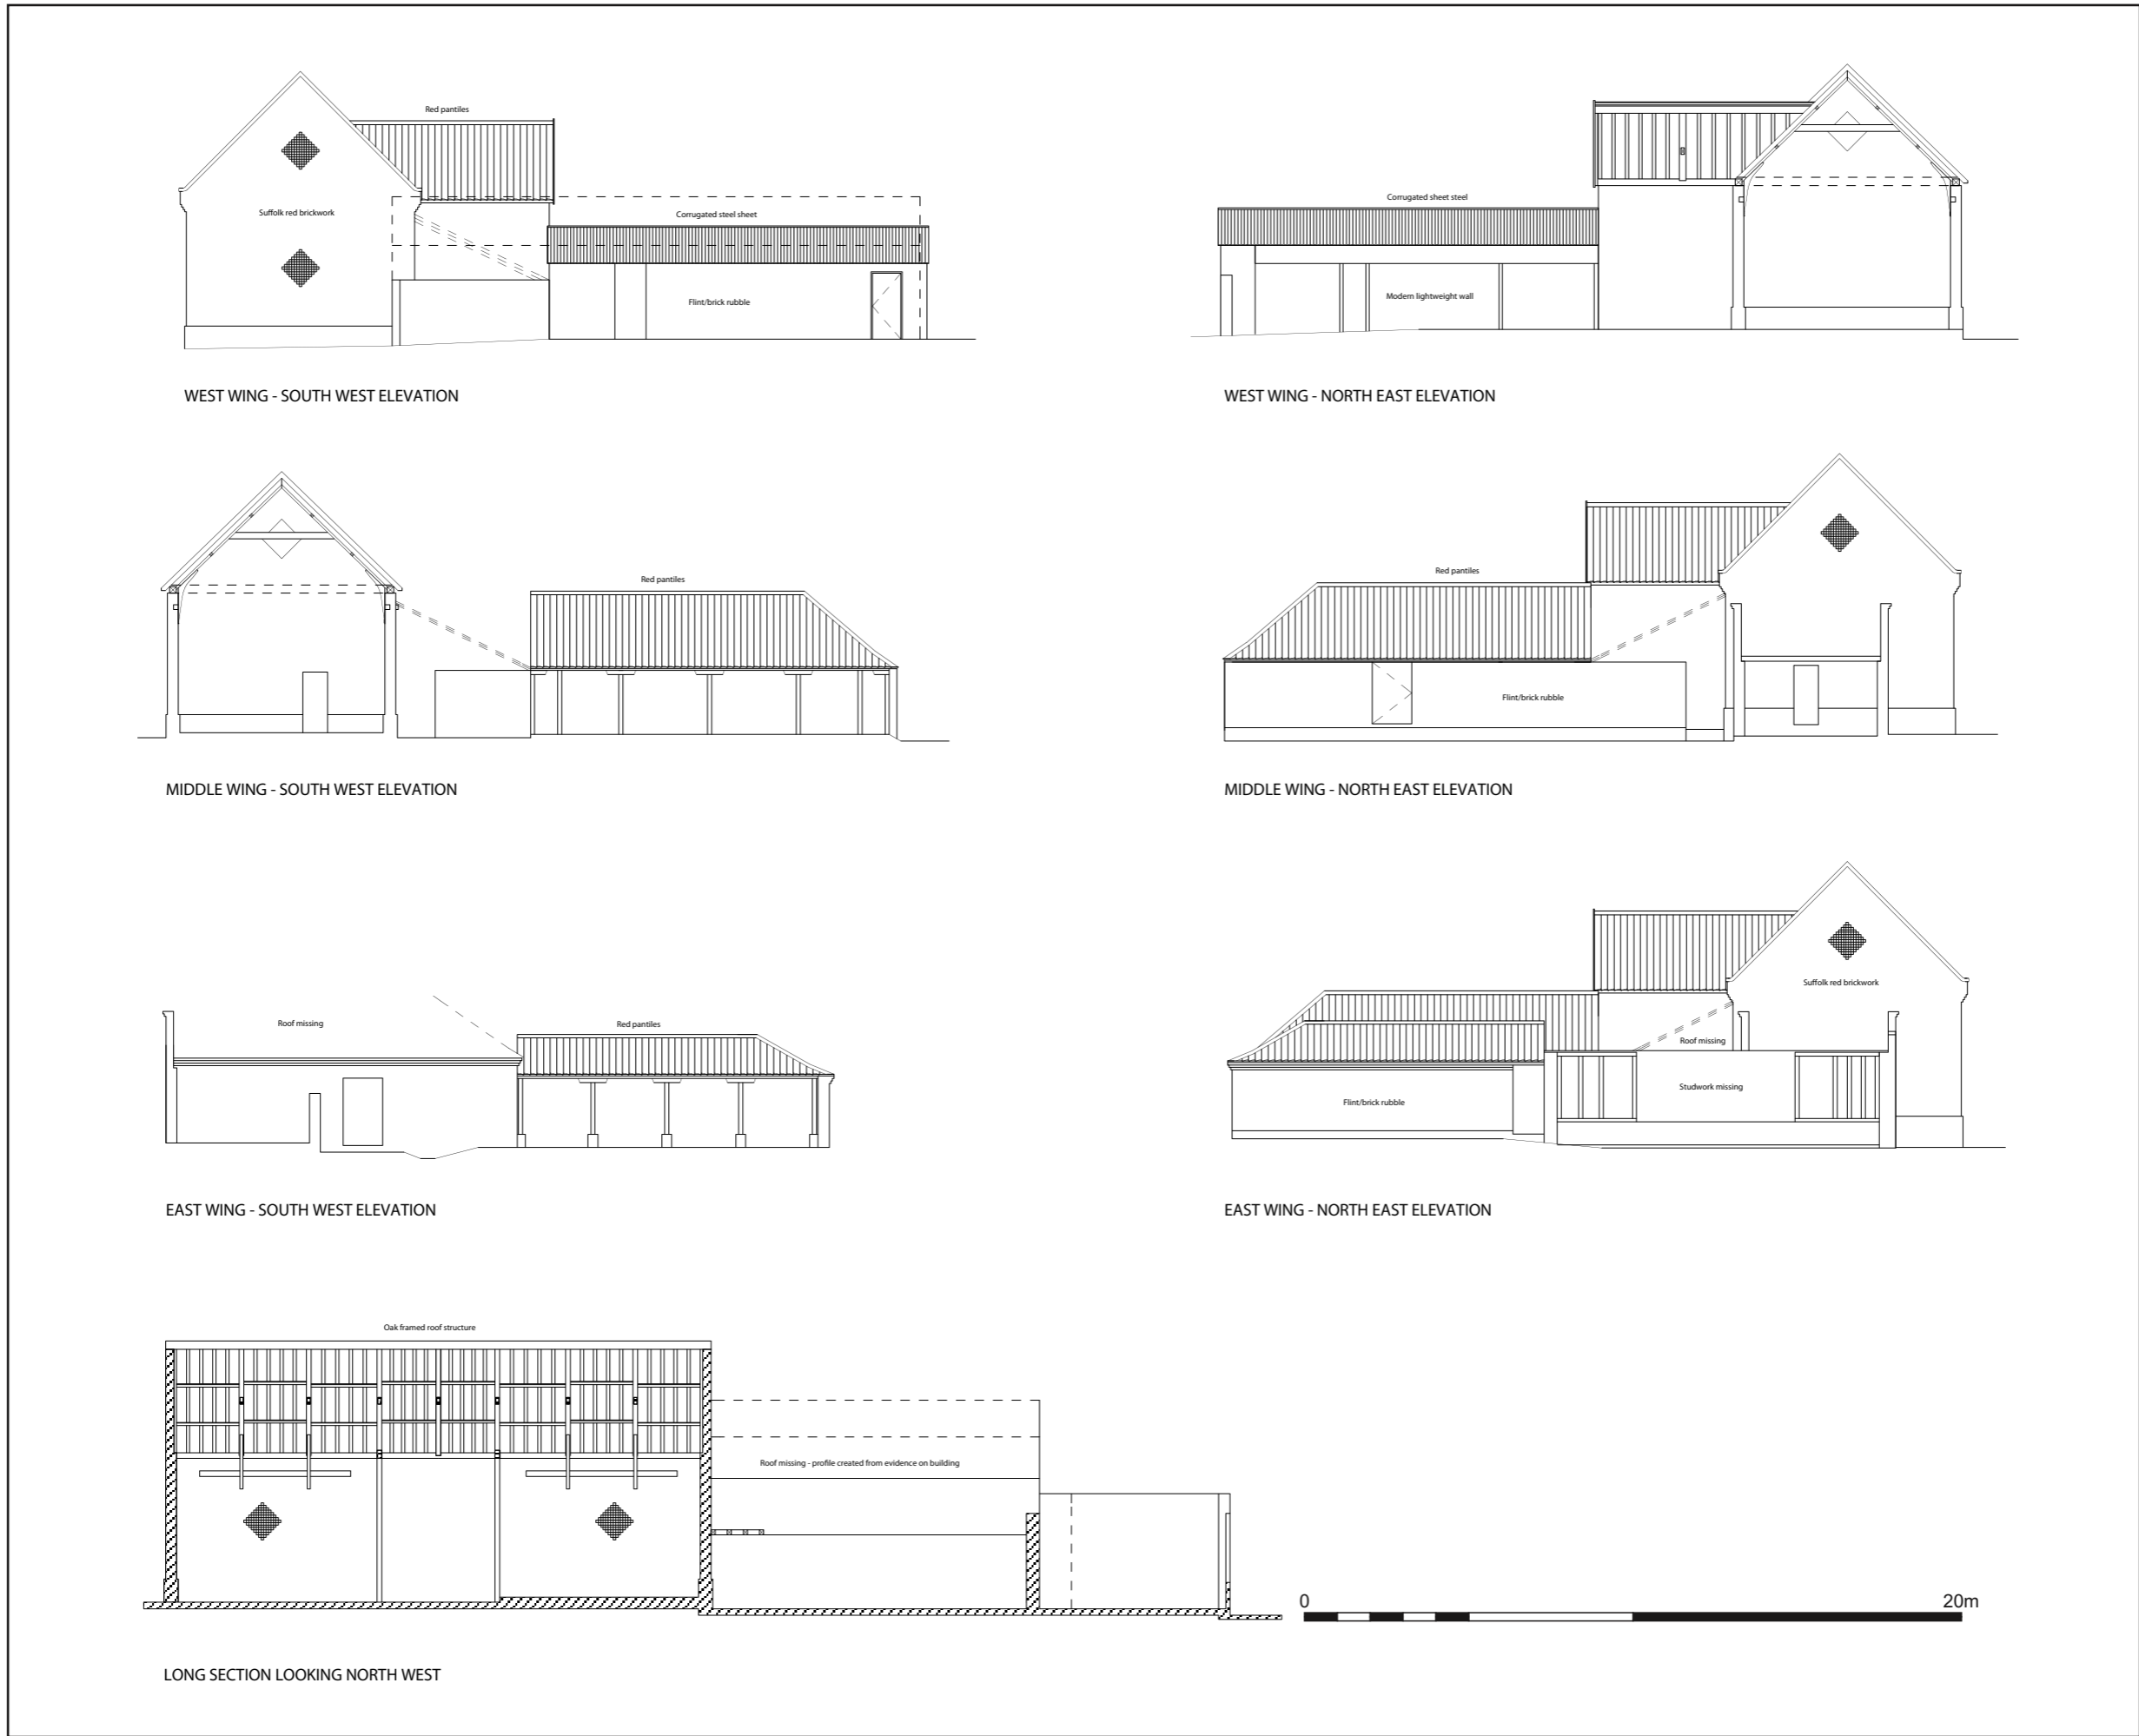 Red pantiles
Suffolk red brickwork
Corrugated steel sheet
Flint/brick rubble
WEST WING - SOUTH WEST ELEVATION
Corrugated sheet steel
Modern lightweight wall
WEST WING - NORTH EAST ELEVATION
Red pantiles
MIDDLE WING - SOUTH WEST ELEVATION
Red pantiles
Flint/brick rubble
MIDDLE WING - NORTH EAST ELEVATION
Roof missing
Red pantiles
EAST WING - SOUTH WEST ELEVATION
Suffolk red brickwork
Roof missing
Studwork missing
Flint/brick rubble
EAST WING - NORTH EAST ELEVATION
Oak framed roof structure
Roof missing - profile created from evidence on building
LONG SECTION LOOKING NORTH WEST
0
20m